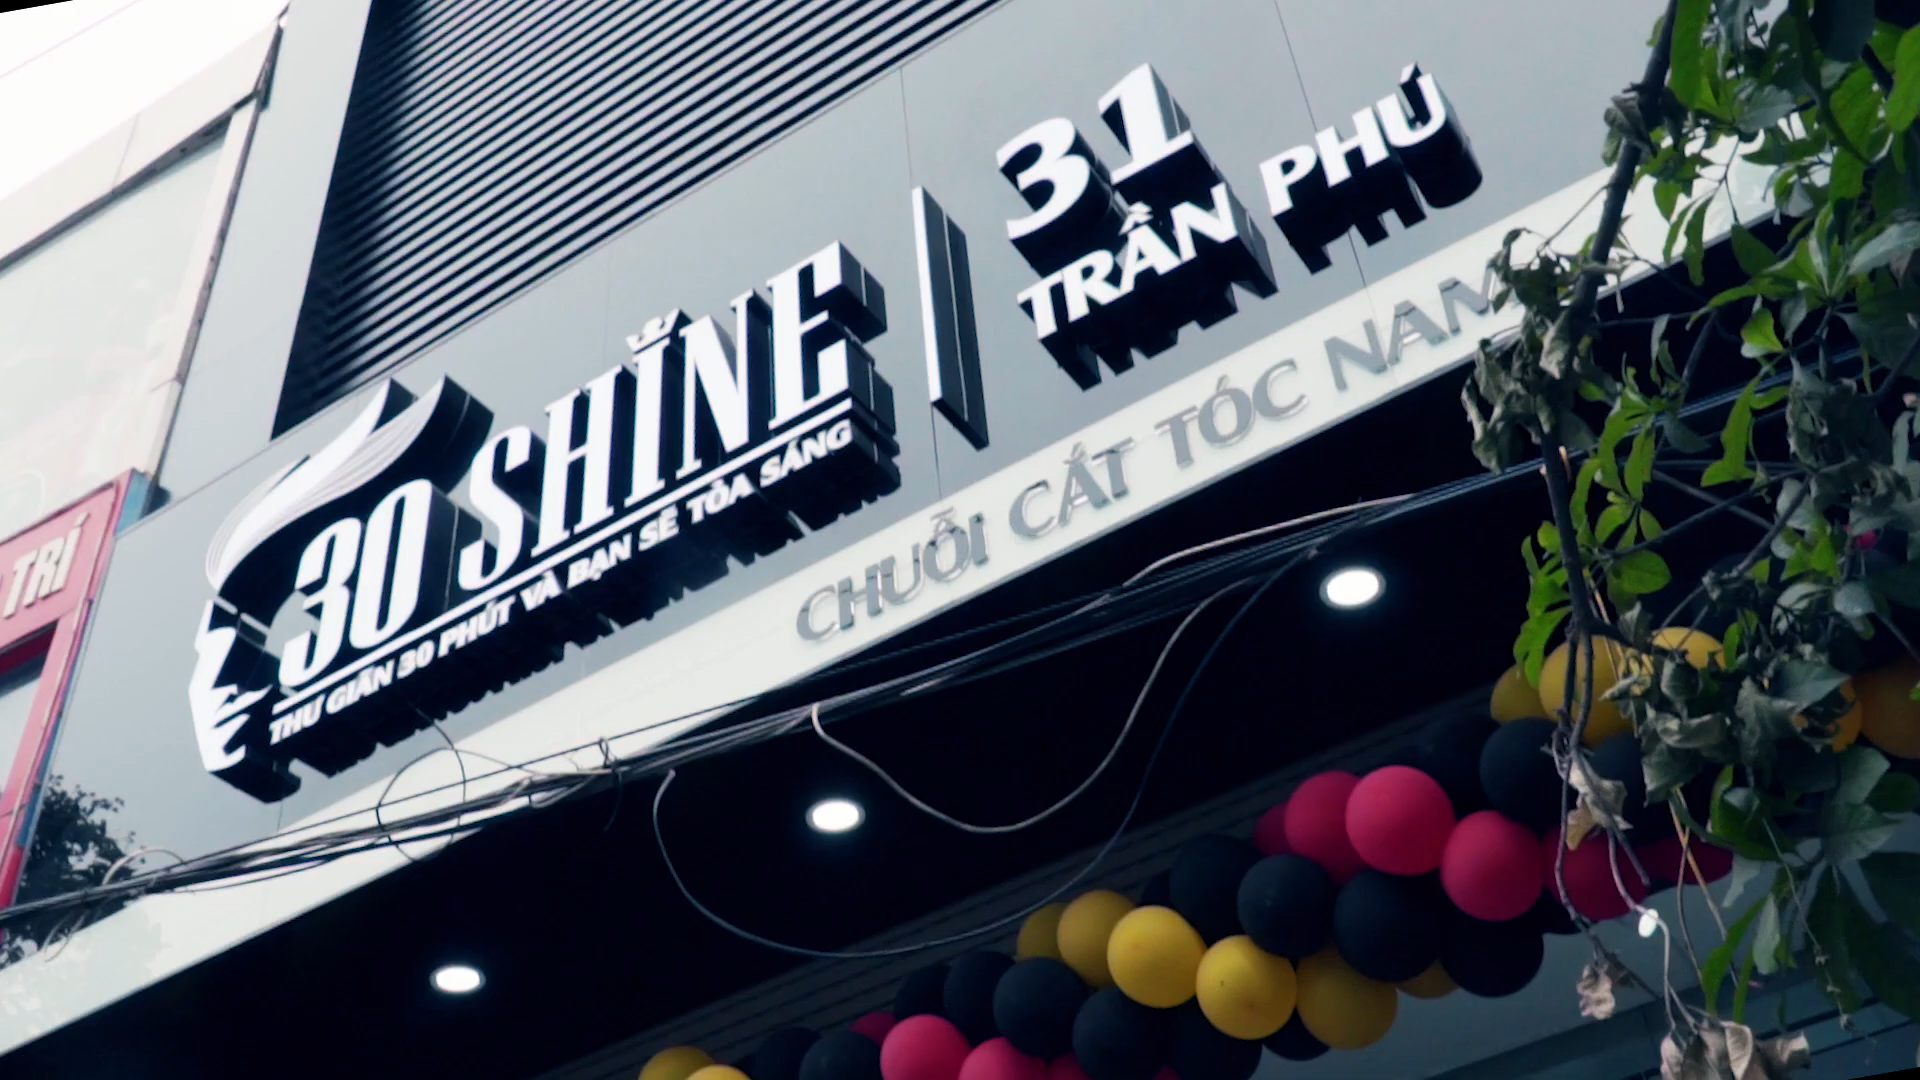 TRÍ
30 SHINE
THƯ GIÃN 30 PHÚT VÀ BẠN SẼ TỎA SÁNG
31
TRẦN PHÚ
CHUỖI CẮT TÓC NAM